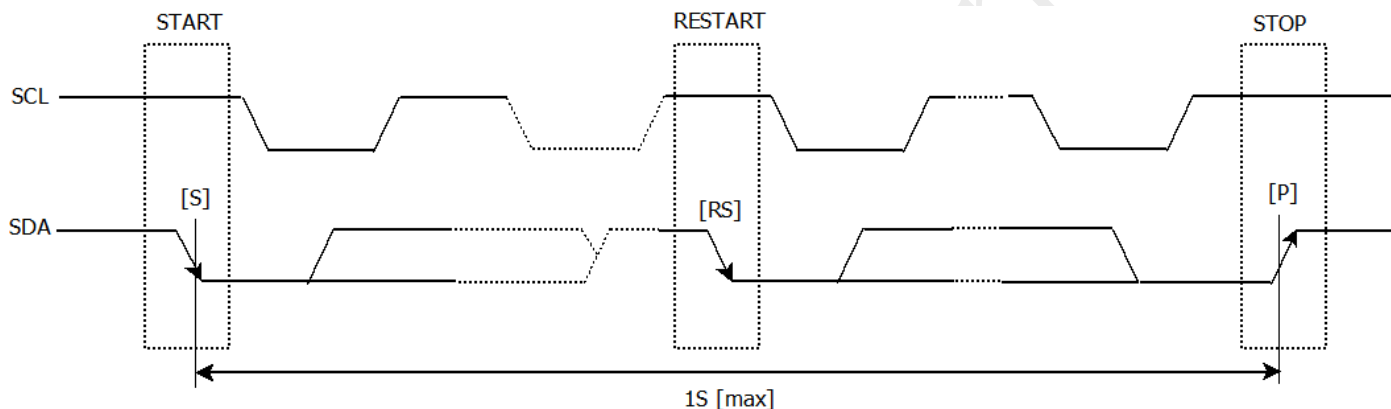 START RESTART STOP
SCL
[S] [RS] [P]
SDA
1S [max]